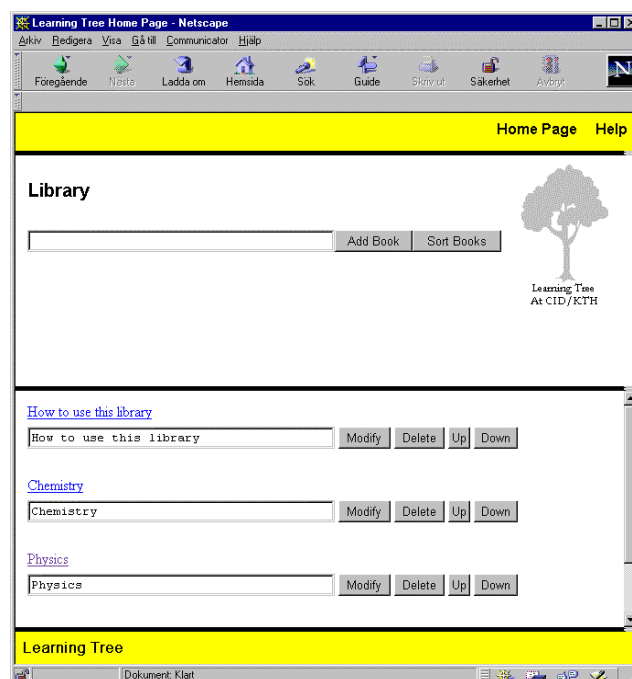 Learning Tree Home Page - Netscape
Arkiv Redigera Visa Gå till Communicator Hjälp
Föregående Nästa Ladda om Hemsida Sök Guide Skriv ut Säkerhet Avbryt
N
Home Page Help
Library
Add Book Sort Books
Learning Tree
At CID/KTH
How to use this library
How to use this library Modify Delete Up Down
Chemistry
Chemistry Modify Delete Up Down
Physics
Physics Modify Delete Up Down
Learning Tree
Dokument: Klart